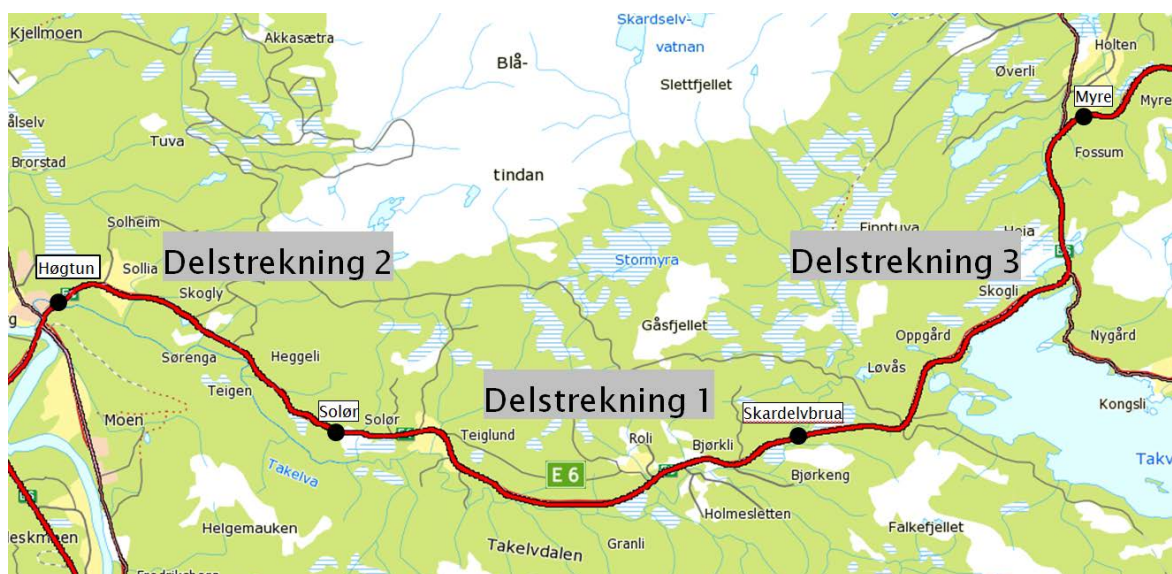 Kjellmoen
Akkasætra
Skardselv-
vatnan
Holten
Blå-
Øverli
Slettfjellet
Myre
Myre
ålselv
Tuva
Brorstad
Fossum
tindan
Solheim
Delstrekning 2
Stormyra
Finntuva
Heia
Delstrekning 3
Høgtun
Sollia
Skogly
Skogli
Gåsfjellet
Oppgård
Nygård
Sørenga
Heggeli
Løvås
Teigen
Delstrekning 1
Kongsli
Moen
Solør
Solør
Teiglund
Roli
Bjørkli
Skardelvbrua
Takelva
E 6
Bjørkeng
Takv
Holmesletten
Helgemauken
Falkefjellet
eskmoen
Takelvdalen
Granli